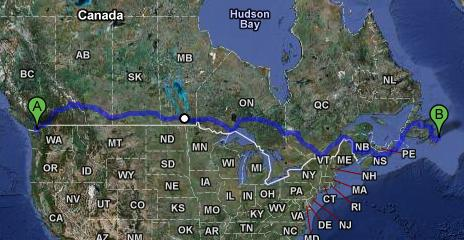 Canada
Hudson
Bay
A
BC
AB
SK
MB
ON
QC
NL
B
WA
MT
ND
MN
WI
MI
VT
ME
NB
NS
PE
OR
ID
WY
SD
NE
IA
IL
IN
OH
PA
NY
NH
MA
NV
UT
CO
KS
MO
KY
WV
VA
CT
RI
CA
AZ
NM
OK
AR
TN
NC
MD
DE
NJ